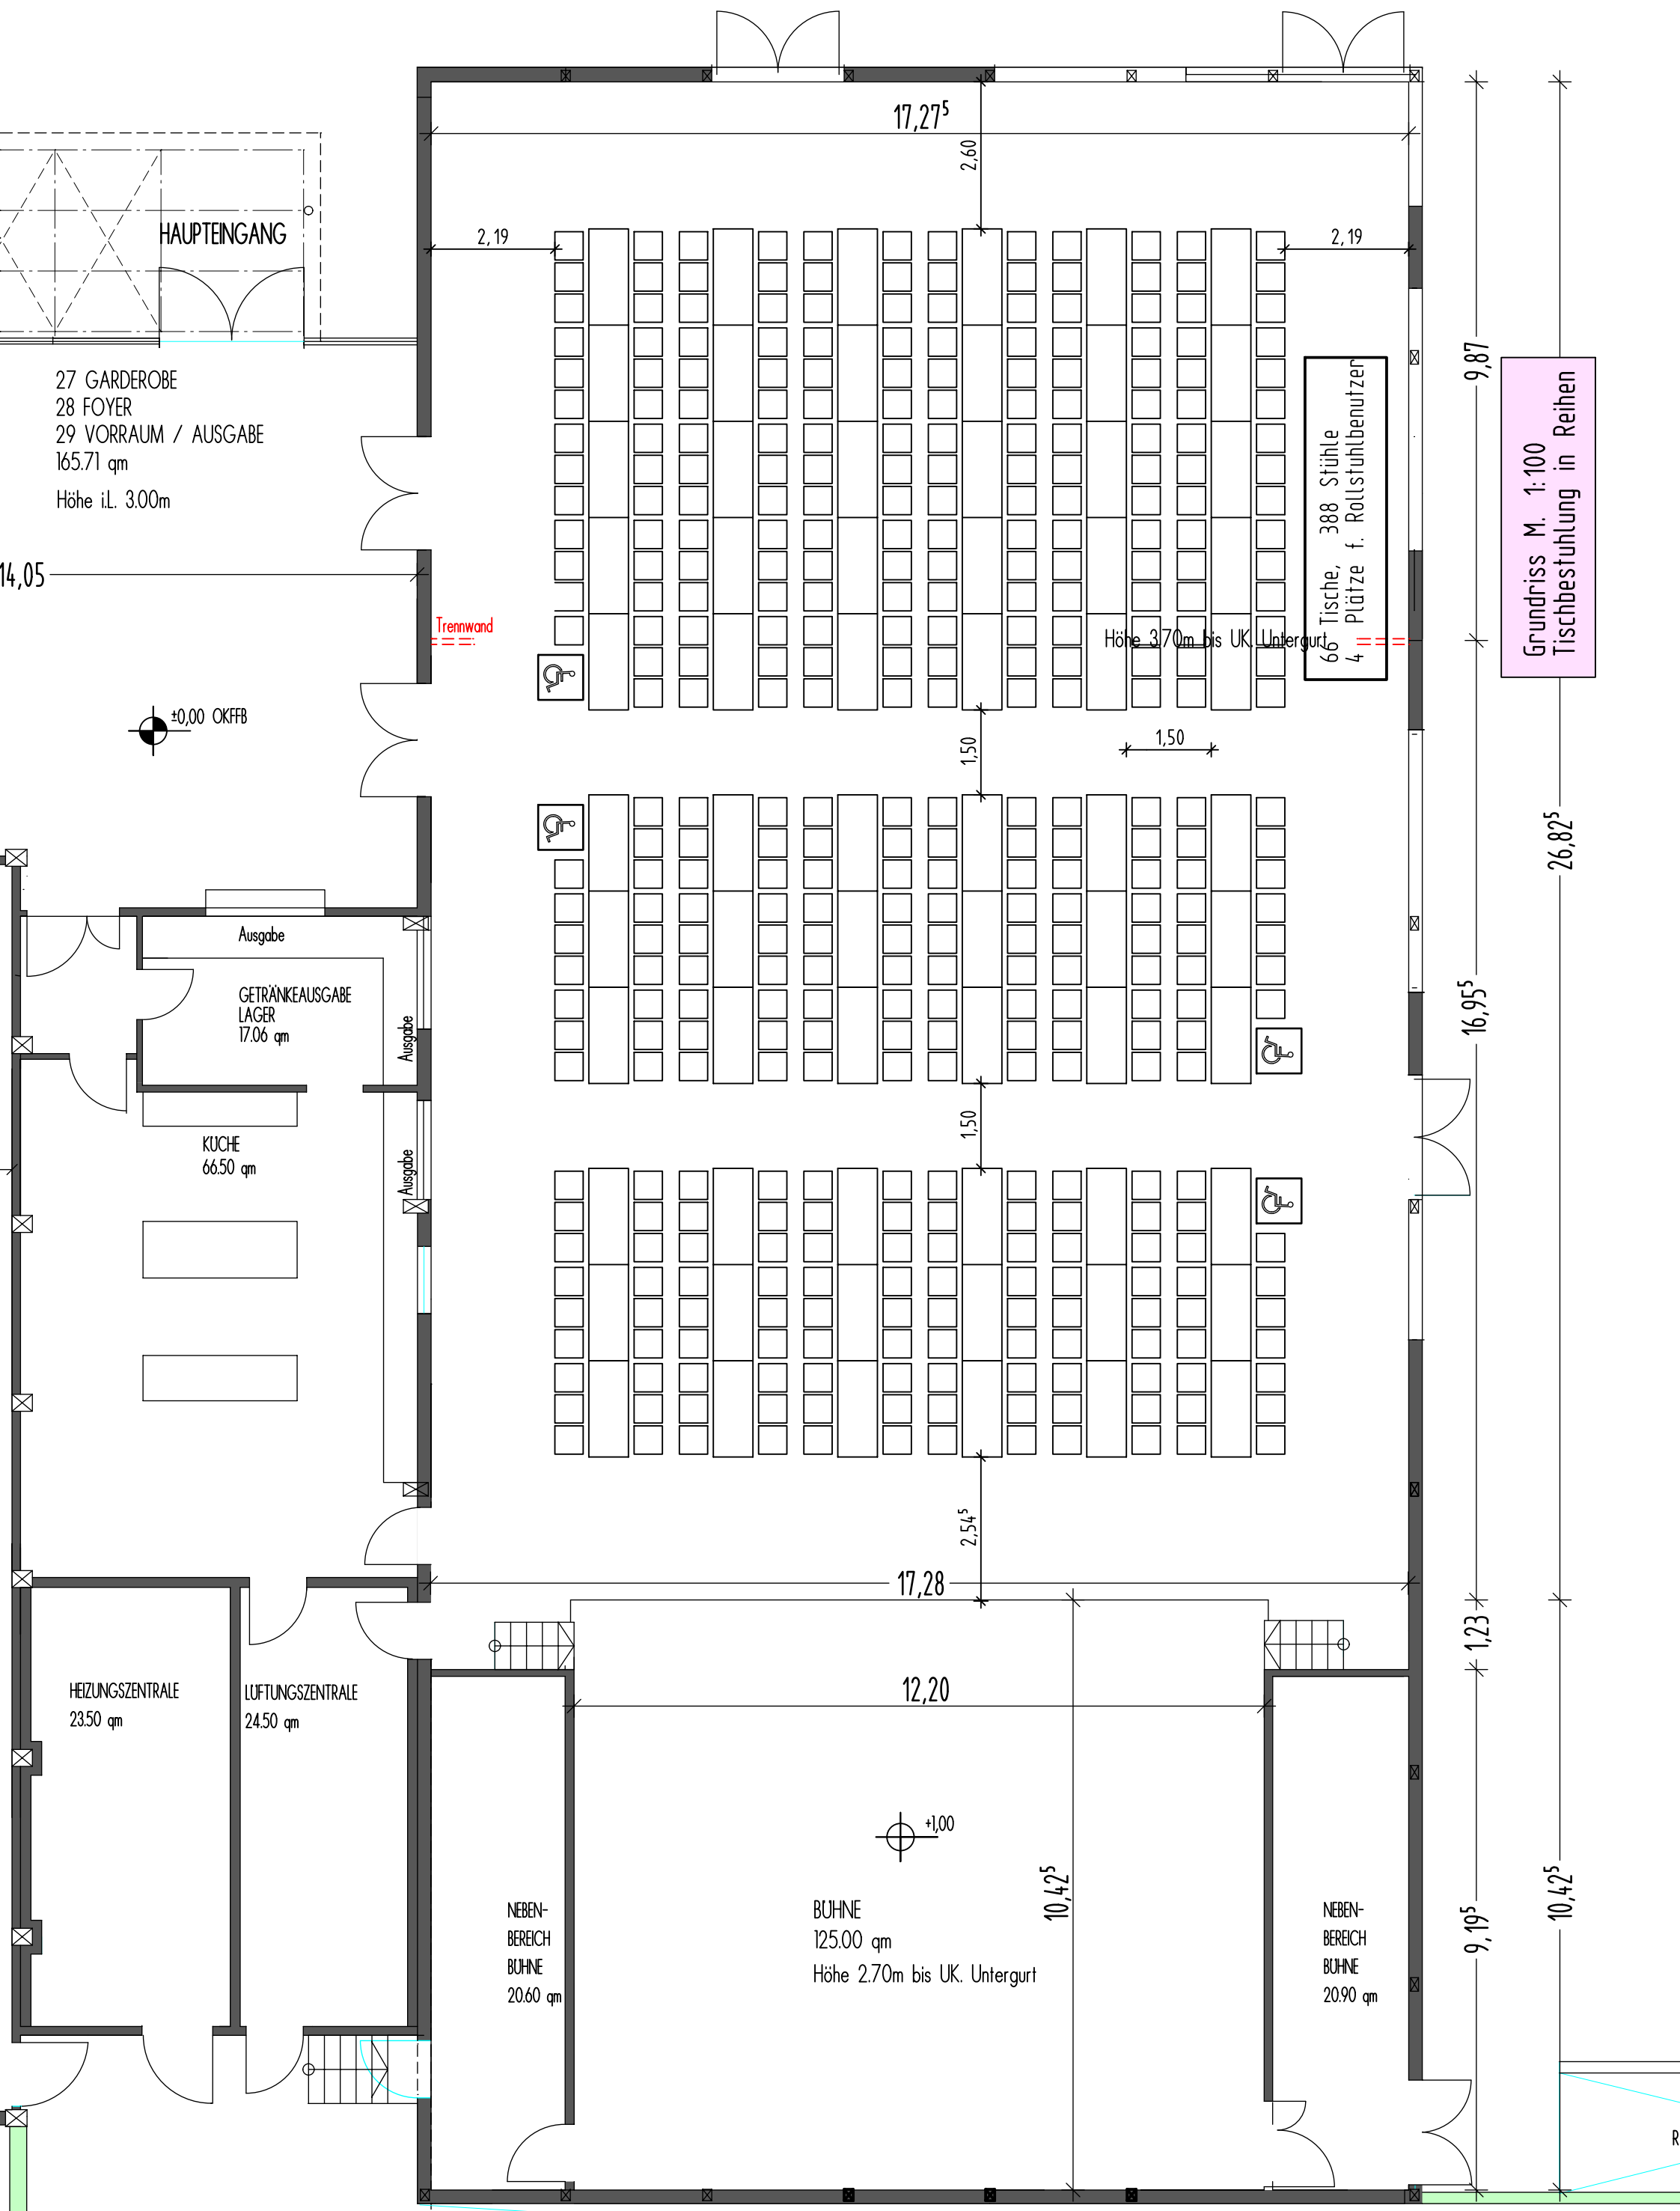 17,27⁵
2,60
HAUPTEINGANG
2,19
2,19
27 GARDEROBE
28 FOYER
29 VORRAUM / AUSGABE
165.71 qm
Höhe i.L. 3.00m
14,05
Trennwand
Höhe 3.70m bis UK. Untergurt
66 Tische, 388 Stühle
4 Plätze f. Rollstuhlbenutzer
9,87
Grundriss M. 1:100
Tischbestuhlung in Reihen
±0,00 OKFFB
1,50
1,50
26,82⁵
Ausgabe
GETRÄNKEAUSGABE
LAGER
17.06 qm
Ausgabe
16,95⁵
KÜCHE
66.50 qm
Ausgabe
1,50
2,54⁵
17,28
1,23
HEIZUNGSZENTRALE
23.50 qm
LÜFTUNGSZENTRALE
24.50 qm
12,20
+1,00
NEBEN-
BEREICH
BÜHNE
20.60 qm
BÜHNE
125.00 qm
Höhe 2.70m bis UK. Untergurt
10,42⁵
NEBEN-
BEREICH
BÜHNE
20.90 qm
9,19⁵
10,42⁵
R